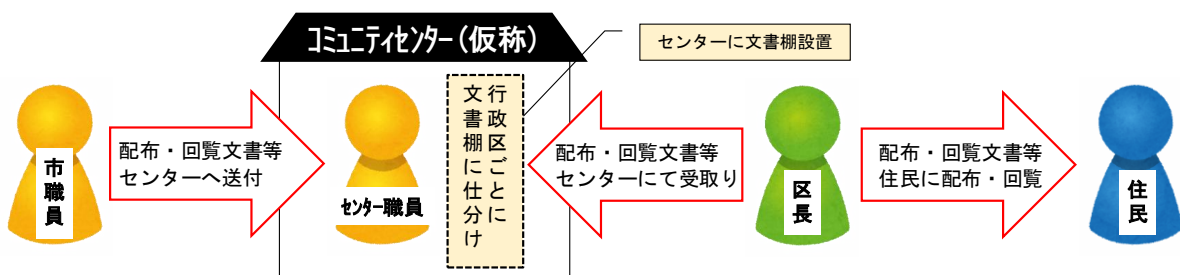 コミュニティセンター(仮称)
センターに文書棚設置
市職員
配布・回覧文書等
センターへ送付
センター職員
行政区ごとに
文書棚に仕分け
配布・回覧文書等
センターにて受取り
区長
配布・回覧文書等
住民に配布・回覧
住民